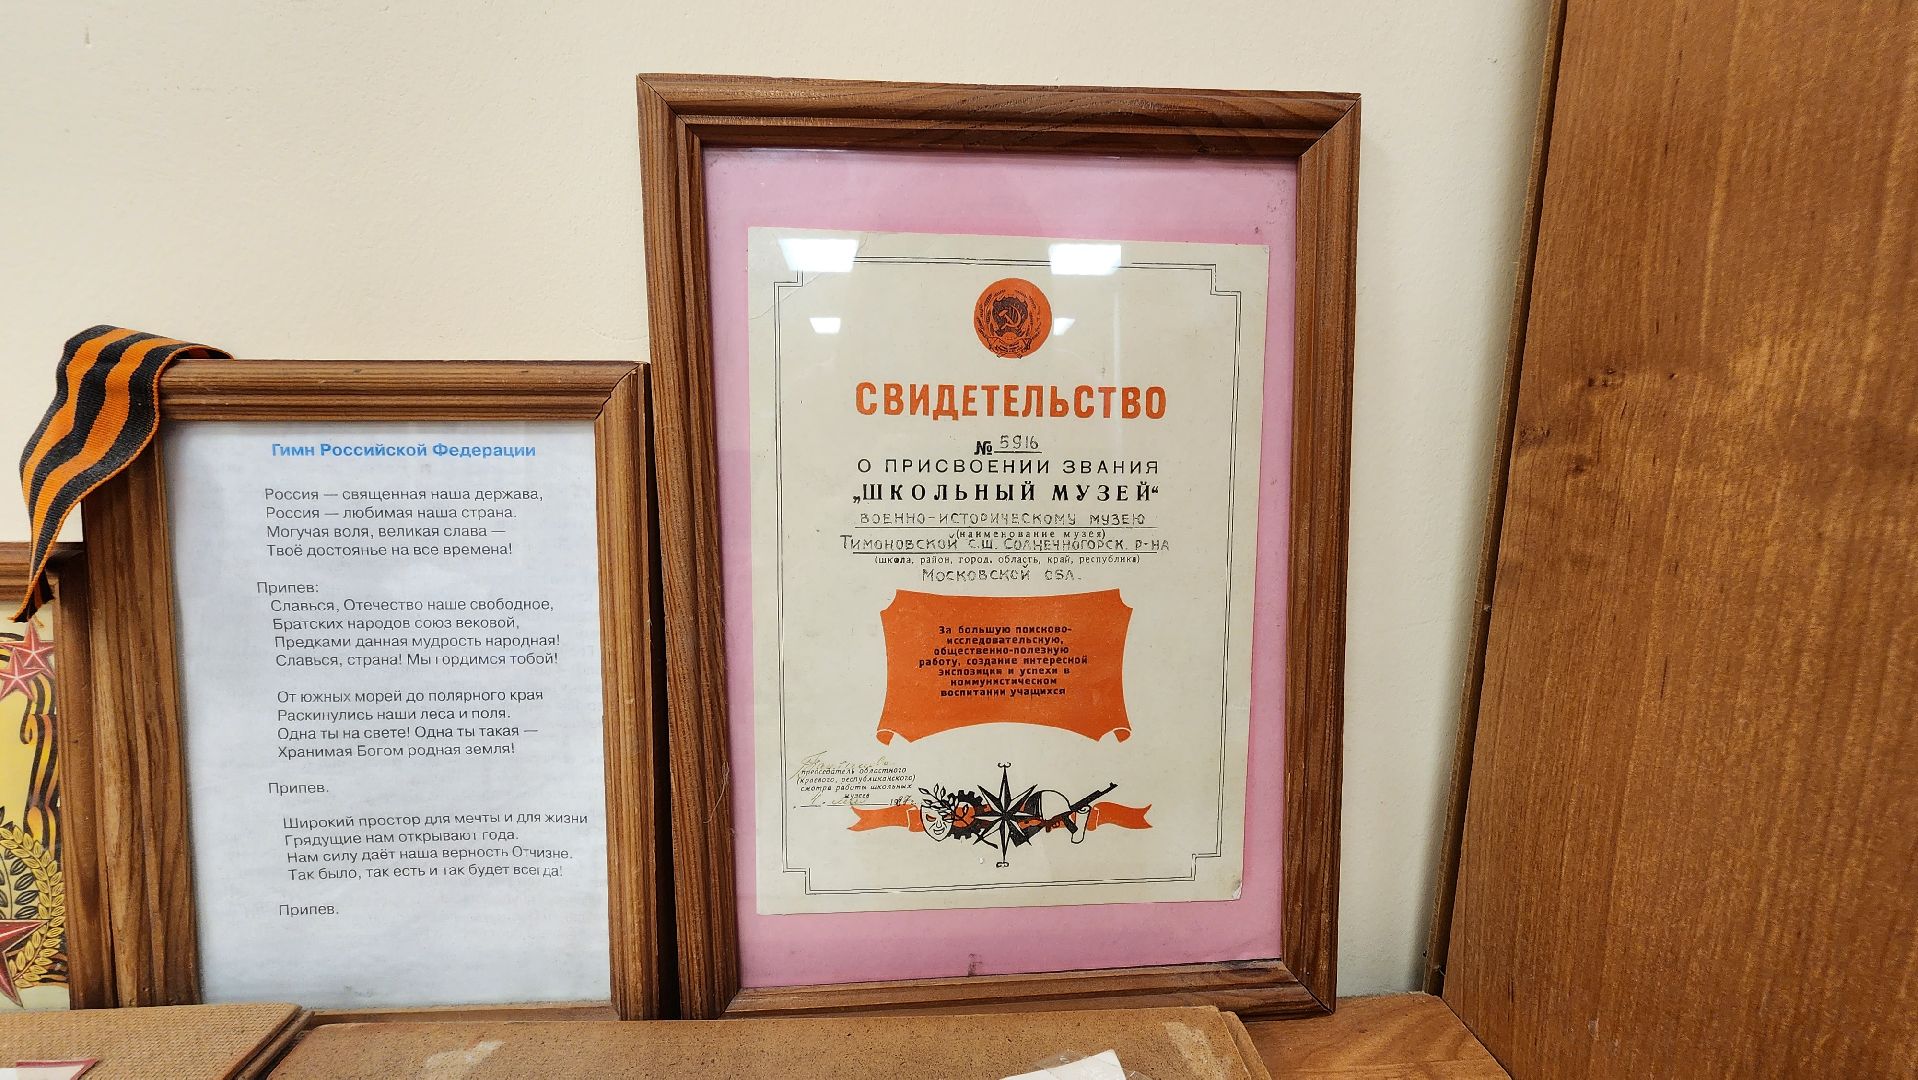 Гимн Российской Федерации
Россия — священная наша держава,
Россия — любимая наша страна.
Могучая воля, великая слава —
Твоё достоянье на все времена!
Припев:
Славься, Отечество наше свободное,
Братских народов союз вековой,
Предками данная мудрость народная!
Славься, страна! Мы гордимся тобой!
От южных морей до полярного края
Раскинулись наши леса и поля.
Одна ты на свете! Одна ты такая —
Хранимая Богом родная земля!
Припев.
Широкий простор для мечты и для жизни
Грядущие нам открывают года.
Нам силу даёт наша верность Отчизне.
Так было, так есть и так будет всегда!
Припев.
СВИДЕТЕЛЬСТВО
№ 5916
О ПРИСВОЕНИИ ЗВАНИЯ
„ШКОЛЬНЫЙ МУЗЕЙ“
ВОЕННО-ИСТОРИЧЕСКОМУ МУЗЕЮ
(наименование музея)
ТИМОНОВСКОЙ С.Ш. СОЛНЕЧНОГОРСК. Р-НА
(школа, район, город, область, край, республика)
МОСКОВСКОЙ ОБЛ.
За большую поисково-
исследовательскую,
общественно-полезную
работу, создание интересной
экспозиции и успехи в
коммунистическом
воспитании учащихся
председатель областного
(краевого, республиканского)
смотра работы школьных
музеев
1987 г.